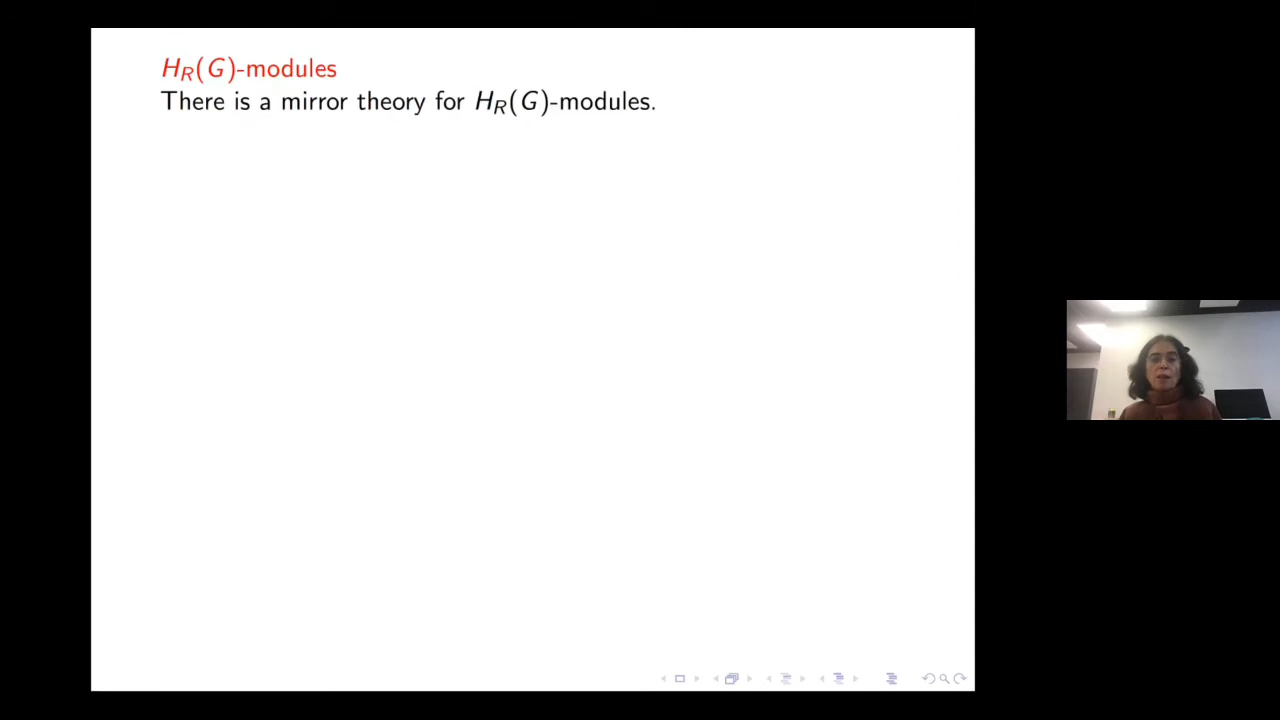 H_R(G)-modules
There is a mirror theory for H_R(G)-modules.